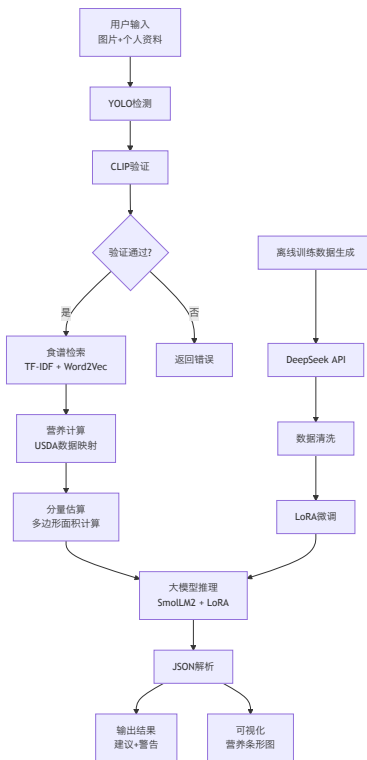 用户输入
图片+个人资料
YOLO检测
CLIP验证
验证通过?
离线训练数据生成
是
否
食谱检索
TF-IDF + Word2Vec
返回错误
DeepSeek API
营养计算
USDA数据映射
数据清洗
分量估算
多边形面积计算
LoRA微调
大模型推理
SmolLM2 + LoRA
JSON解析
输出结果
建议+警告
可视化
营养条形图